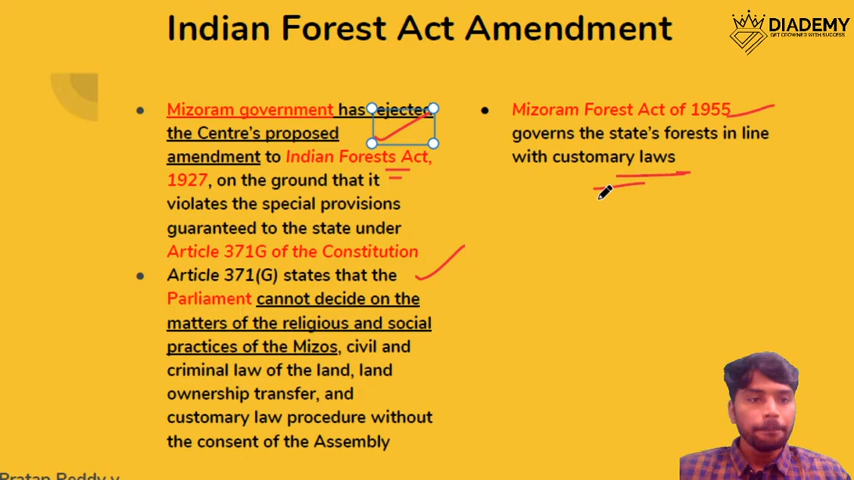 Indian Forest Act Amendment
DIADEMY
GET CROWNED WITH SUCCESS
Mizoram government has rejected
the Centre's proposed
amendment to Indian Forests Act,
1927, on the ground that it
violates the special provisions
guaranteed to the state under
Article 371G of the Constitution
Article 371(G) states that the
Parliament cannot decide on the
matters of the religious and social
practices of the Mizos, civil and
criminal law of the land, land
ownership transfer, and
customary law procedure without
the consent of the Assembly
Mizoram Forest Act of 1955
governs the state's forests in line
with customary laws
Pratap Reddy v